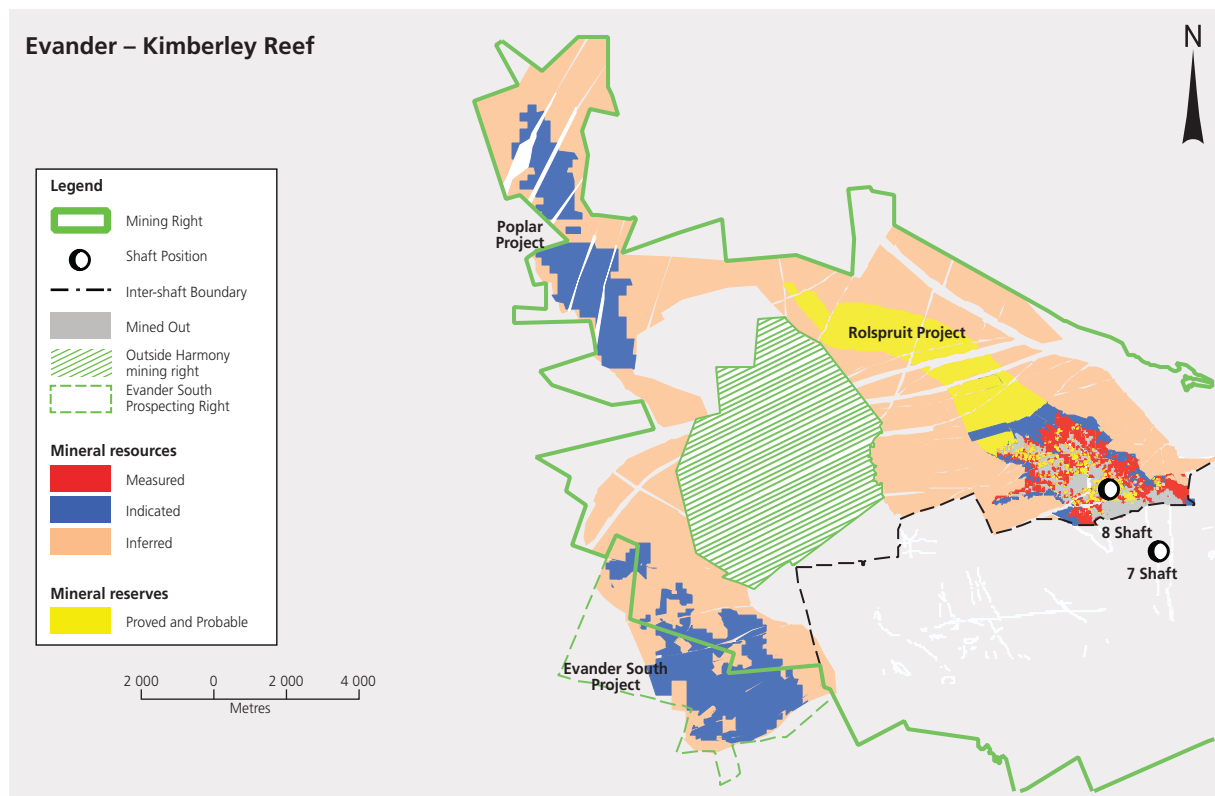 Evander – Kimberley Reef
N
Legend
Mining Right
Shaft Position
Inter-shaft Boundary
Mined Out
Outside Harmony
mining right
Evander South
Prospecting Right
Mineral resources
Measured
Indicated
Inferred
Mineral reserves
Proved and Probable
2 000 0 2 000 4 000
Metres
Poplar
Project
Rolspruit Project
8 Shaft
7 Shaft
Evander South
Project